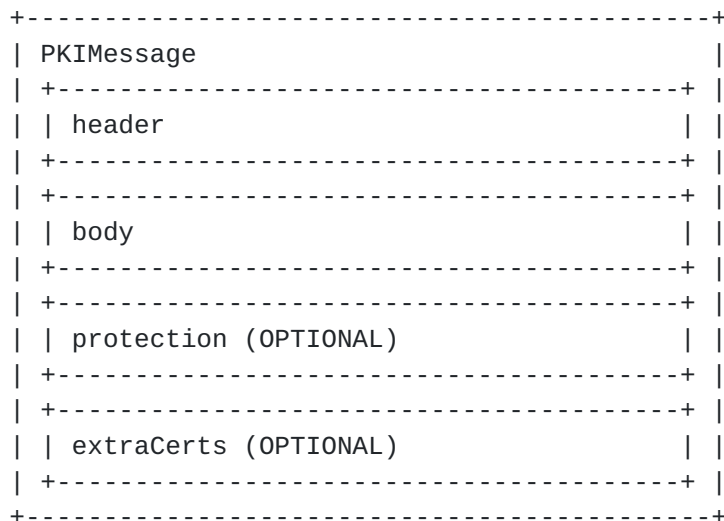 PKIMessage
header
body
protection (OPTIONAL)
extraCerts (OPTIONAL)